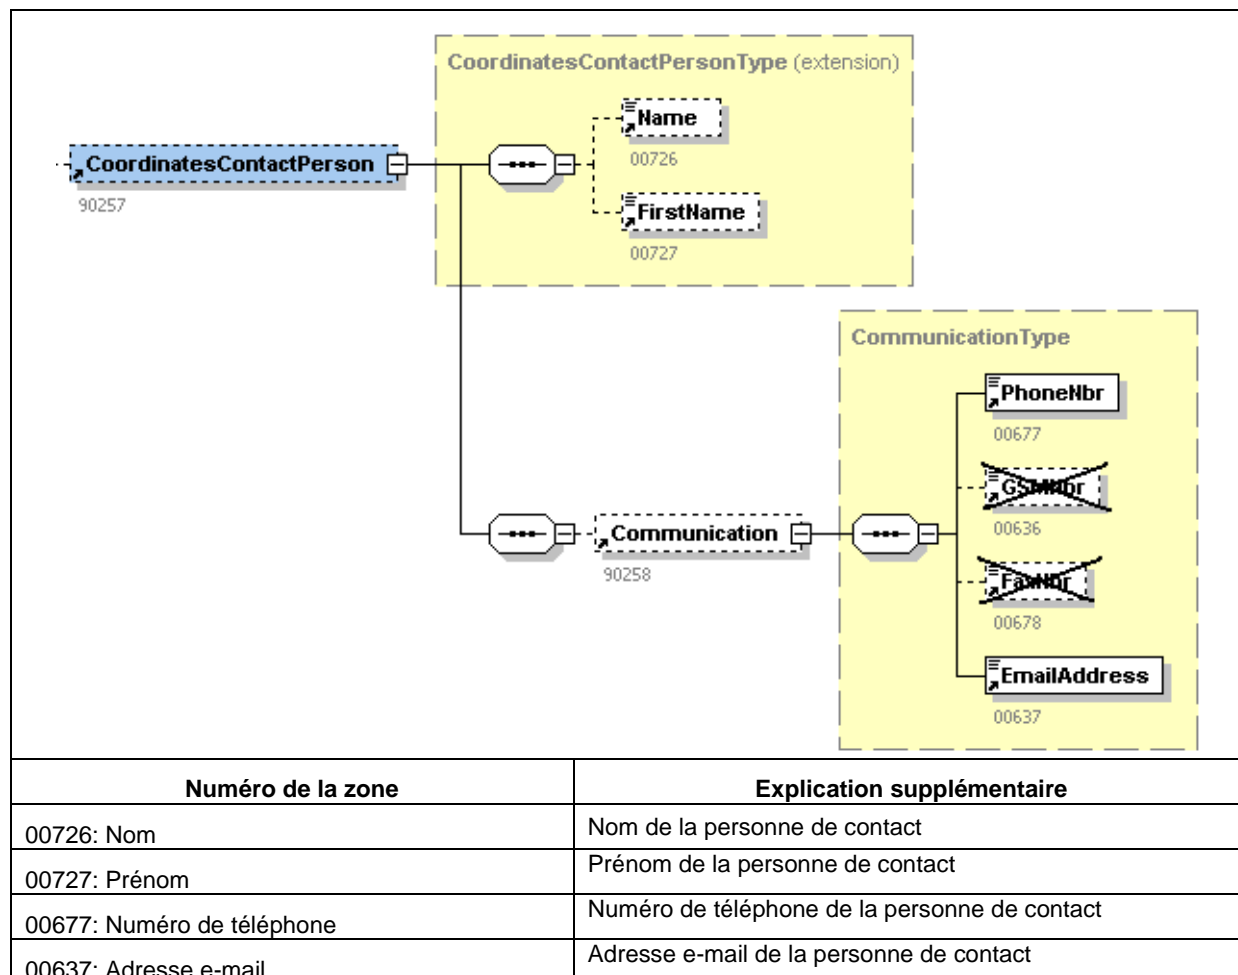 CoordinatesContactPersonType (extension)
Name
00726
CoordinatesContactPerson
90257
FirstName
00727
CommunicationType
PhoneNbr
00677
GSMNbr
00636
Communication
90258
FaxNbr
00678
EmailAddress
00637
Numéro de la zone Explication supplémentaire
00726: Nom Nom de la personne de contact
00727: Prénom Prénom de la personne de contact
00677: Numéro de téléphone Numéro de téléphone de la personne de contact
00637: Adresse e-mail Adresse e-mail de la personne de contact